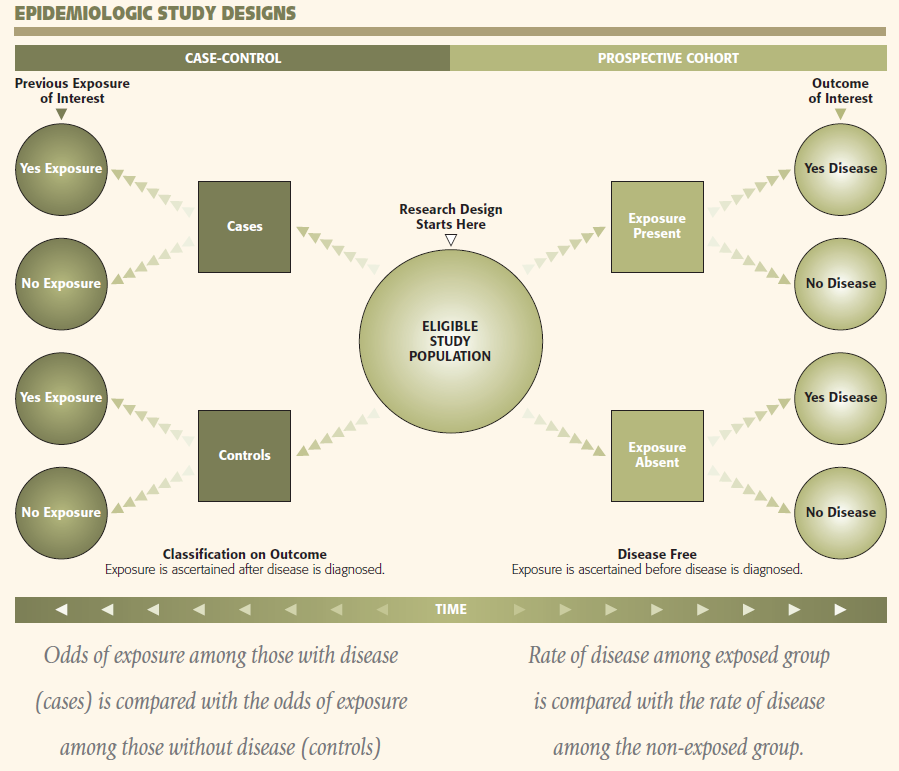 EPIDEMIOLOGIC STUDY DESIGNS
CASE-CONTROL
PROSPECTIVE COHORT
Previous Exposure
of Interest
Outcome
of Interest
Yes Exposure
No Exposure
Yes Exposure
No Exposure
Cases
Controls
Research Design
Starts Here
ELIGIBLE
STUDY
POPULATION
Exposure
Present
Exposure
Absent
Yes Disease
No Disease
Yes Disease
No Disease
Classification on Outcome
Exposure is ascertained after disease is diagnosed.
Disease Free
Exposure is ascertained before disease is diagnosed.
TIME
Odds of exposure among those with disease
(cases) is compared with the odds of exposure
among those without disease (controls)
Rate of disease among exposed group
is compared with the rate of disease
among the non-exposed group.